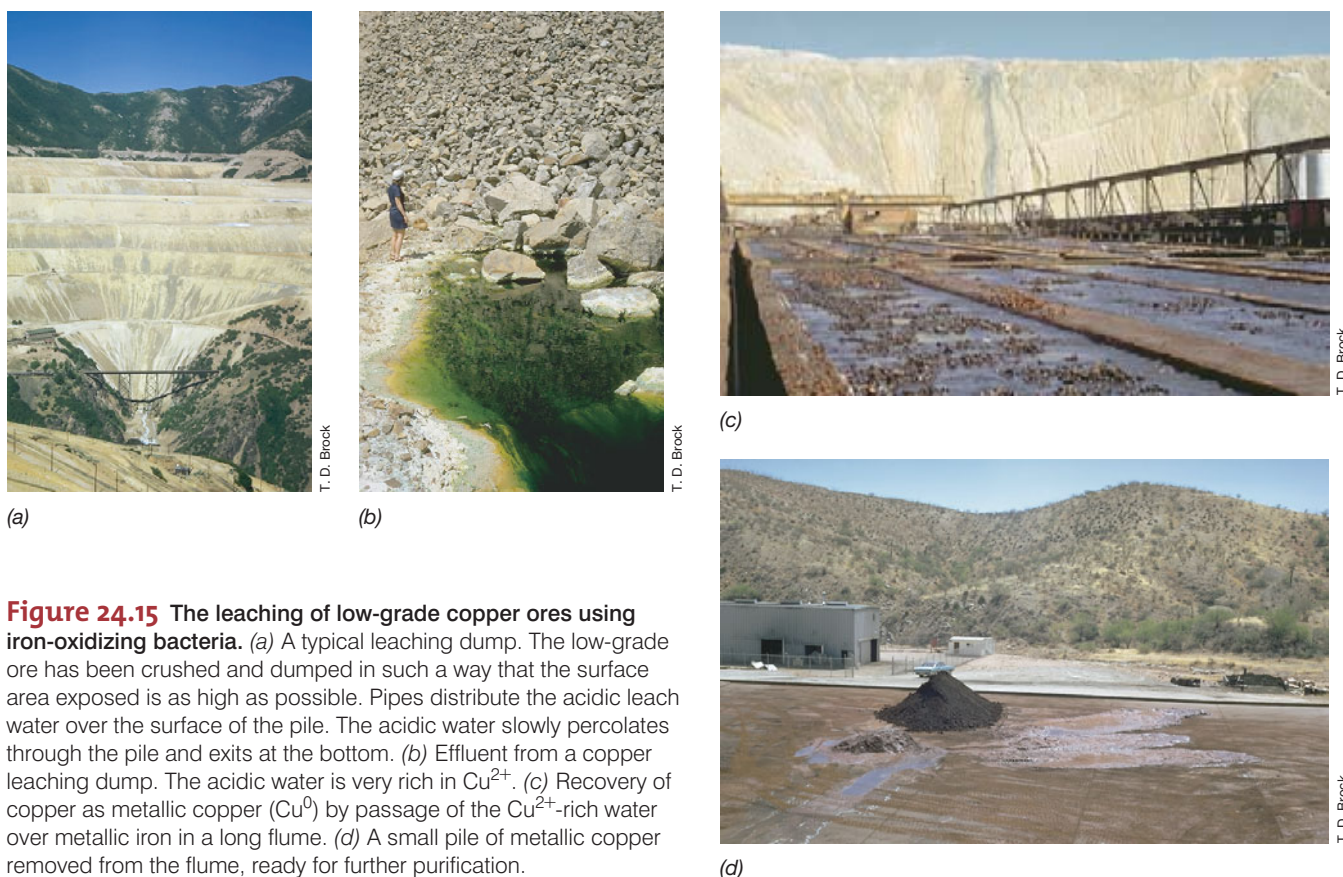 T. D. Brock
T. D. Brock
T. D. Brock
(a)
(b)
(c)
Figure 24.15 The leaching of low-grade copper ores using
iron-oxidizing bacteria. (a) A typical leaching dump. The low-grade
ore has been crushed and dumped in such a way that the surface
area exposed is as high as possible. Pipes distribute the acidic leach
water over the surface of the pile. The acidic water slowly percolates
through the pile and exits at the bottom. (b) Effluent from a copper
leaching dump. The acidic water is very rich in Cu²⁺. (c) Recovery of
copper as metallic copper (Cu⁰) by passage of the Cu²⁺-rich water
over metallic iron in a long flume. (d) A small pile of metallic copper
removed from the flume, ready for further purification.
T. D. Brock
(d)